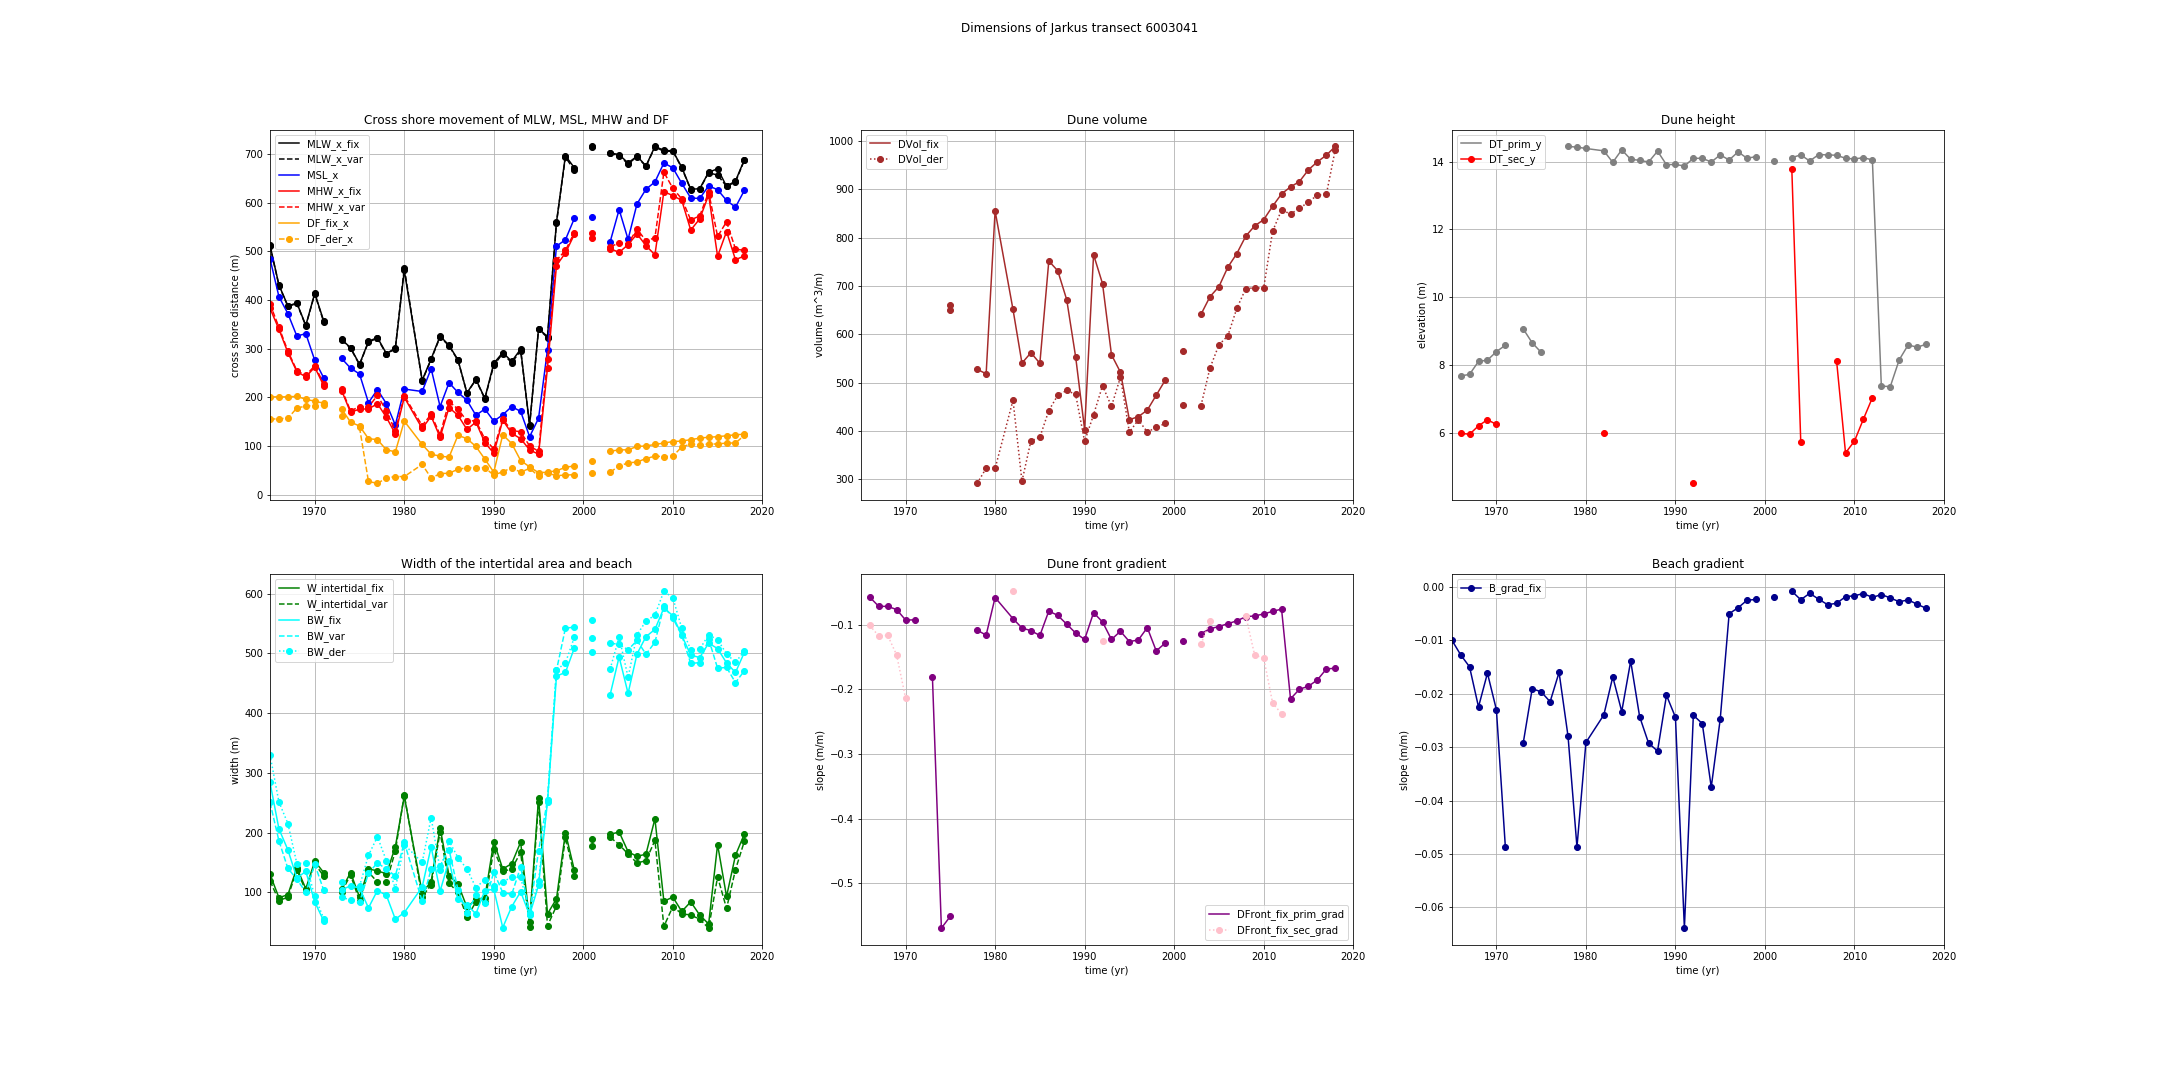 Dimensions of Jarkus transect 6003041
Cross shore movement of MLW, MSL, MHW and DF
MLW_x_fix
MLW_x_var
MSL_x
MHW_x_fix
MHW_x_var
DF_fix_x
DF_der_x
cross shore distance (m)
700
600
500
400
300
200
100
0
1970 1980 1990 2000 2010 2020
time (yr)
Dune volume
DVol_fix
DVol_der
volume (m^3/m)
1000
900
800
700
600
500
400
300
1970 1980 1990 2000 2010 2020
time (yr)
Dune height
DT_prim_y
DT_sec_y
elevation (m)
14
12
10
8
6
1970 1980 1990 2000 2010 2020
time (yr)
Width of the intertidal area and beach
W_intertidal_fix
W_intertidal_var
BW_fix
BW_var
BW_der
width (m)
600
500
400
300
200
100
1970 1980 1990 2000 2010 2020
time (yr)
Dune front gradient
slope (m/m)
−0.1
−0.2
−0.3
−0.4
−0.5
DFront_fix_prim_grad
DFront_fix_sec_grad
1970 1980 1990 2000 2010 2020
time (yr)
Beach gradient
B_grad_fix
slope (m/m)
0.00
−0.01
−0.02
−0.03
−0.04
−0.05
−0.06
1970 1980 1990 2000 2010 2020
time (yr)